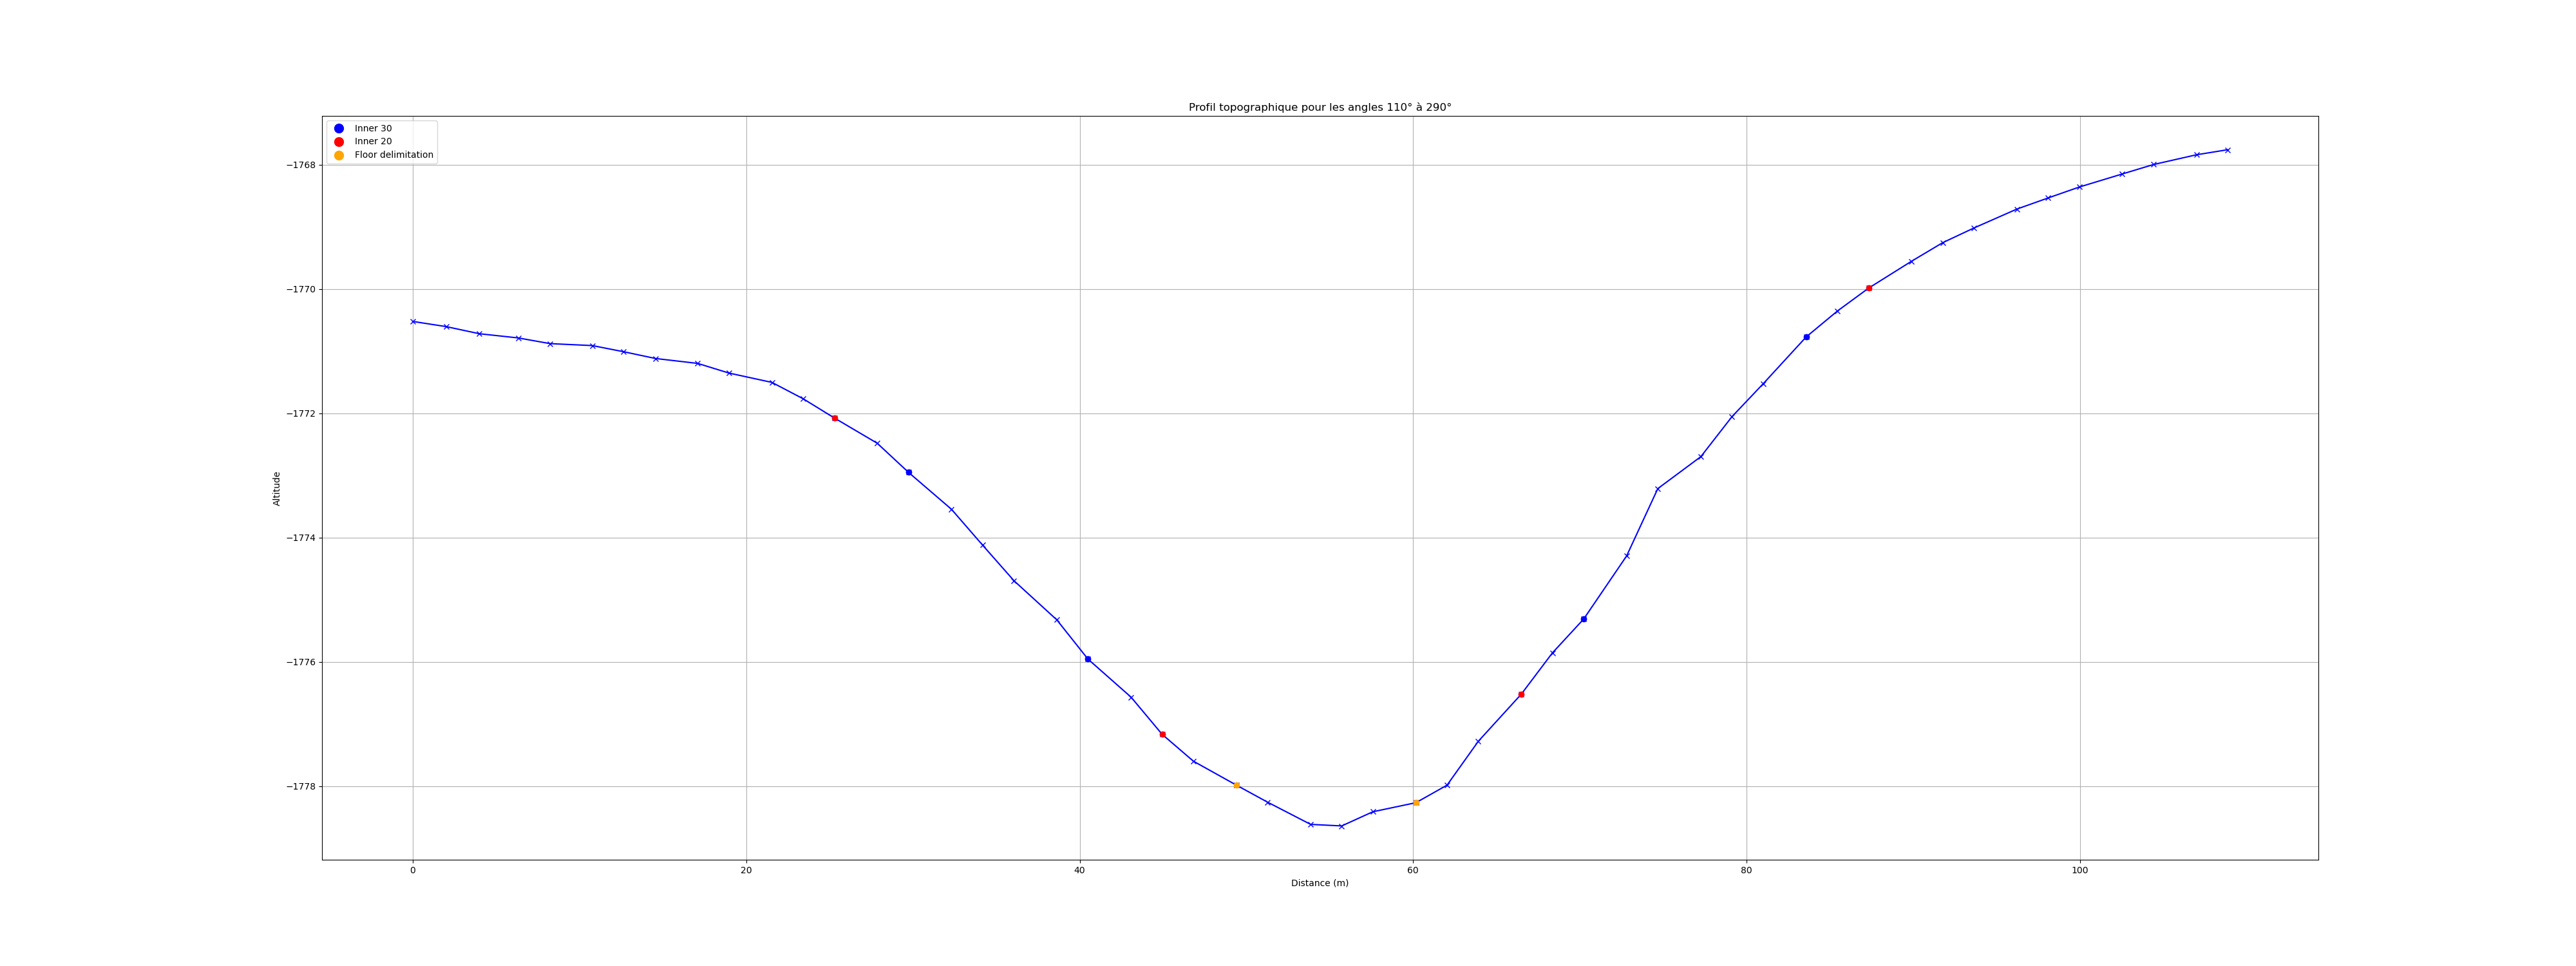 Profil topographique pour les angles 110° à 290°
Inner 30
Inner 20
Floor delimitation
−1768
−1770
−1772
−1774
−1776
−1778
Altitude
0 20 40 60 80 100
Distance (m)